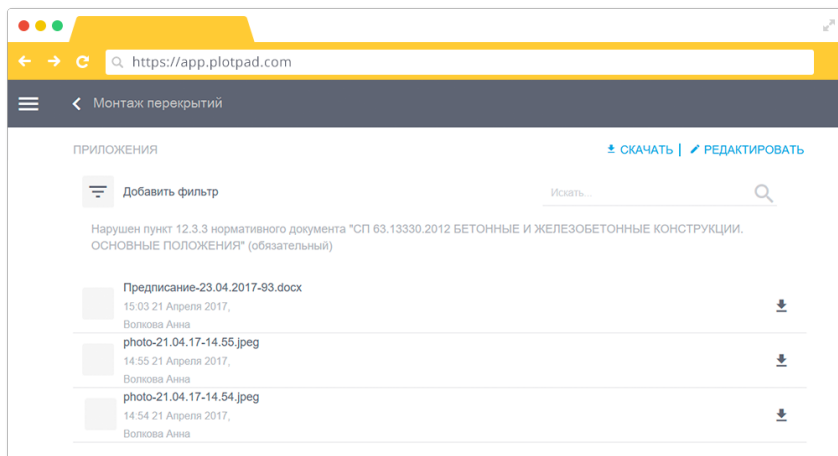 https://app.plotpad.com
Монтаж перекрытий
ПРИЛОЖЕНИЯ
СКАЧАТЬ | РЕДАКТИРОВАТЬ
Добавить фильтр
Искать...
Нарушен пункт 12.3.3 нормативного документа "СП 63.13330.2012 БЕТОННЫЕ И ЖЕЛЕЗОБЕТОННЫЕ КОНСТРУКЦИИ.
ОСНОВНЫЕ ПОЛОЖЕНИЯ" (обязательный)
Предписание-23.04.2017-93.docx
15:03 21 Апреля 2017,
Волкова Анна
photo-21.04.17-14.55.jpeg
14:55 21 Апреля 2017,
Волкова Анна
photo-21.04.17-14.54.jpeg
14:54 21 Апреля 2017,
Волкова Анна